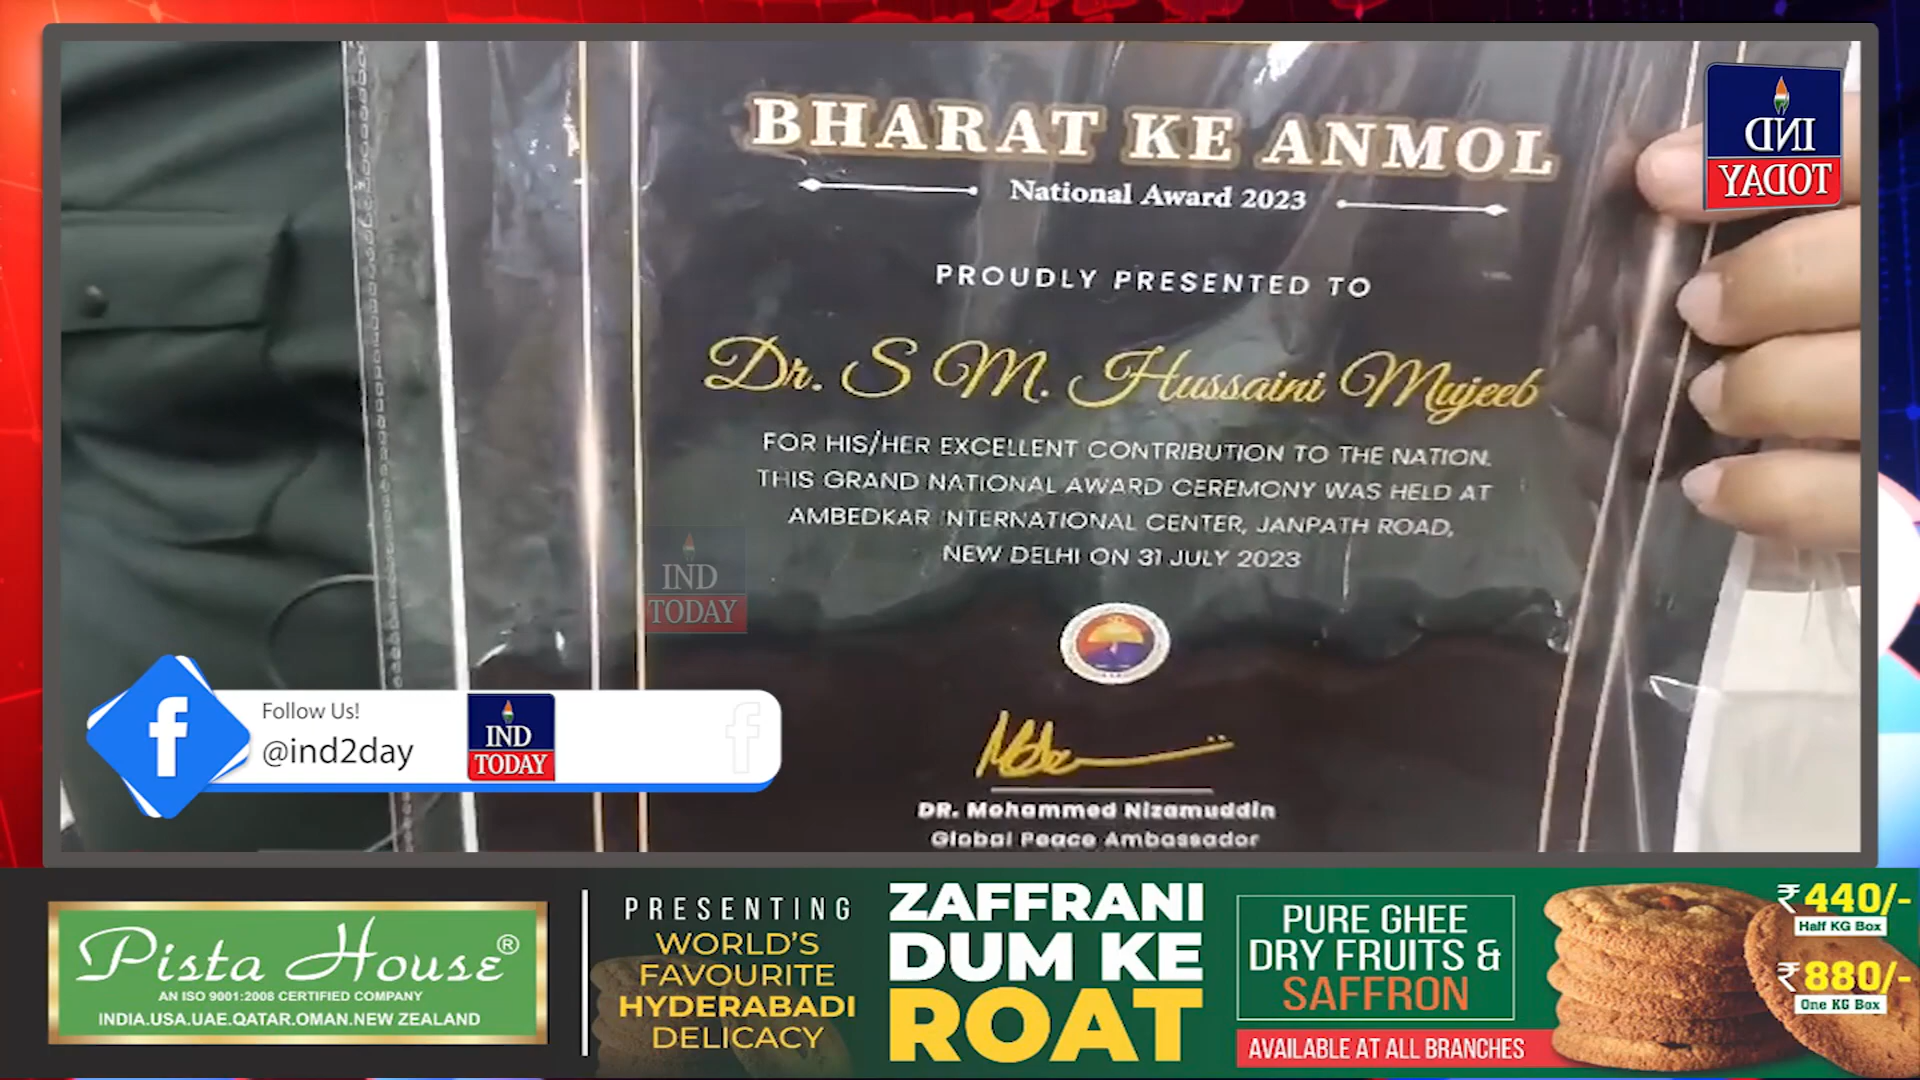 BHARAT KE ANMOL
National Award 2023
PROUDLY PRESENTED TO
Dr. S M. Hussaini Mujeeb
FOR HIS/HER EXCELLENT CONTRIBUTION TO THE NATION.
THIS GRAND NATIONAL AWARD CEREMONY WAS HELD AT
AMBEDKAR INTERNATIONAL CENTER, JANPATH ROAD,
NEW DELHI ON 31 JULY 2023
DR. Mohammed Nizamuddin
Global Peace Ambassador
IND
TODAY
IND
TODAY
Follow Us!
@ind2day
IND
TODAY
Pista House®
AN ISO 9001:2008 CERTIFIED COMPANY
INDIA.USA.UAE.QATAR.OMAN.NEW ZEALAND
PRESENTING
WORLD'S
FAVOURITE
HYDERABADI
DELICACY
ZAFFRANI
DUM KE
ROAT
PURE GHEE
DRY FRUITS &
SAFFRON
AVAILABLE AT ALL BRANCHES
₹440/-
Half KG Box
₹880/-
One KG Box